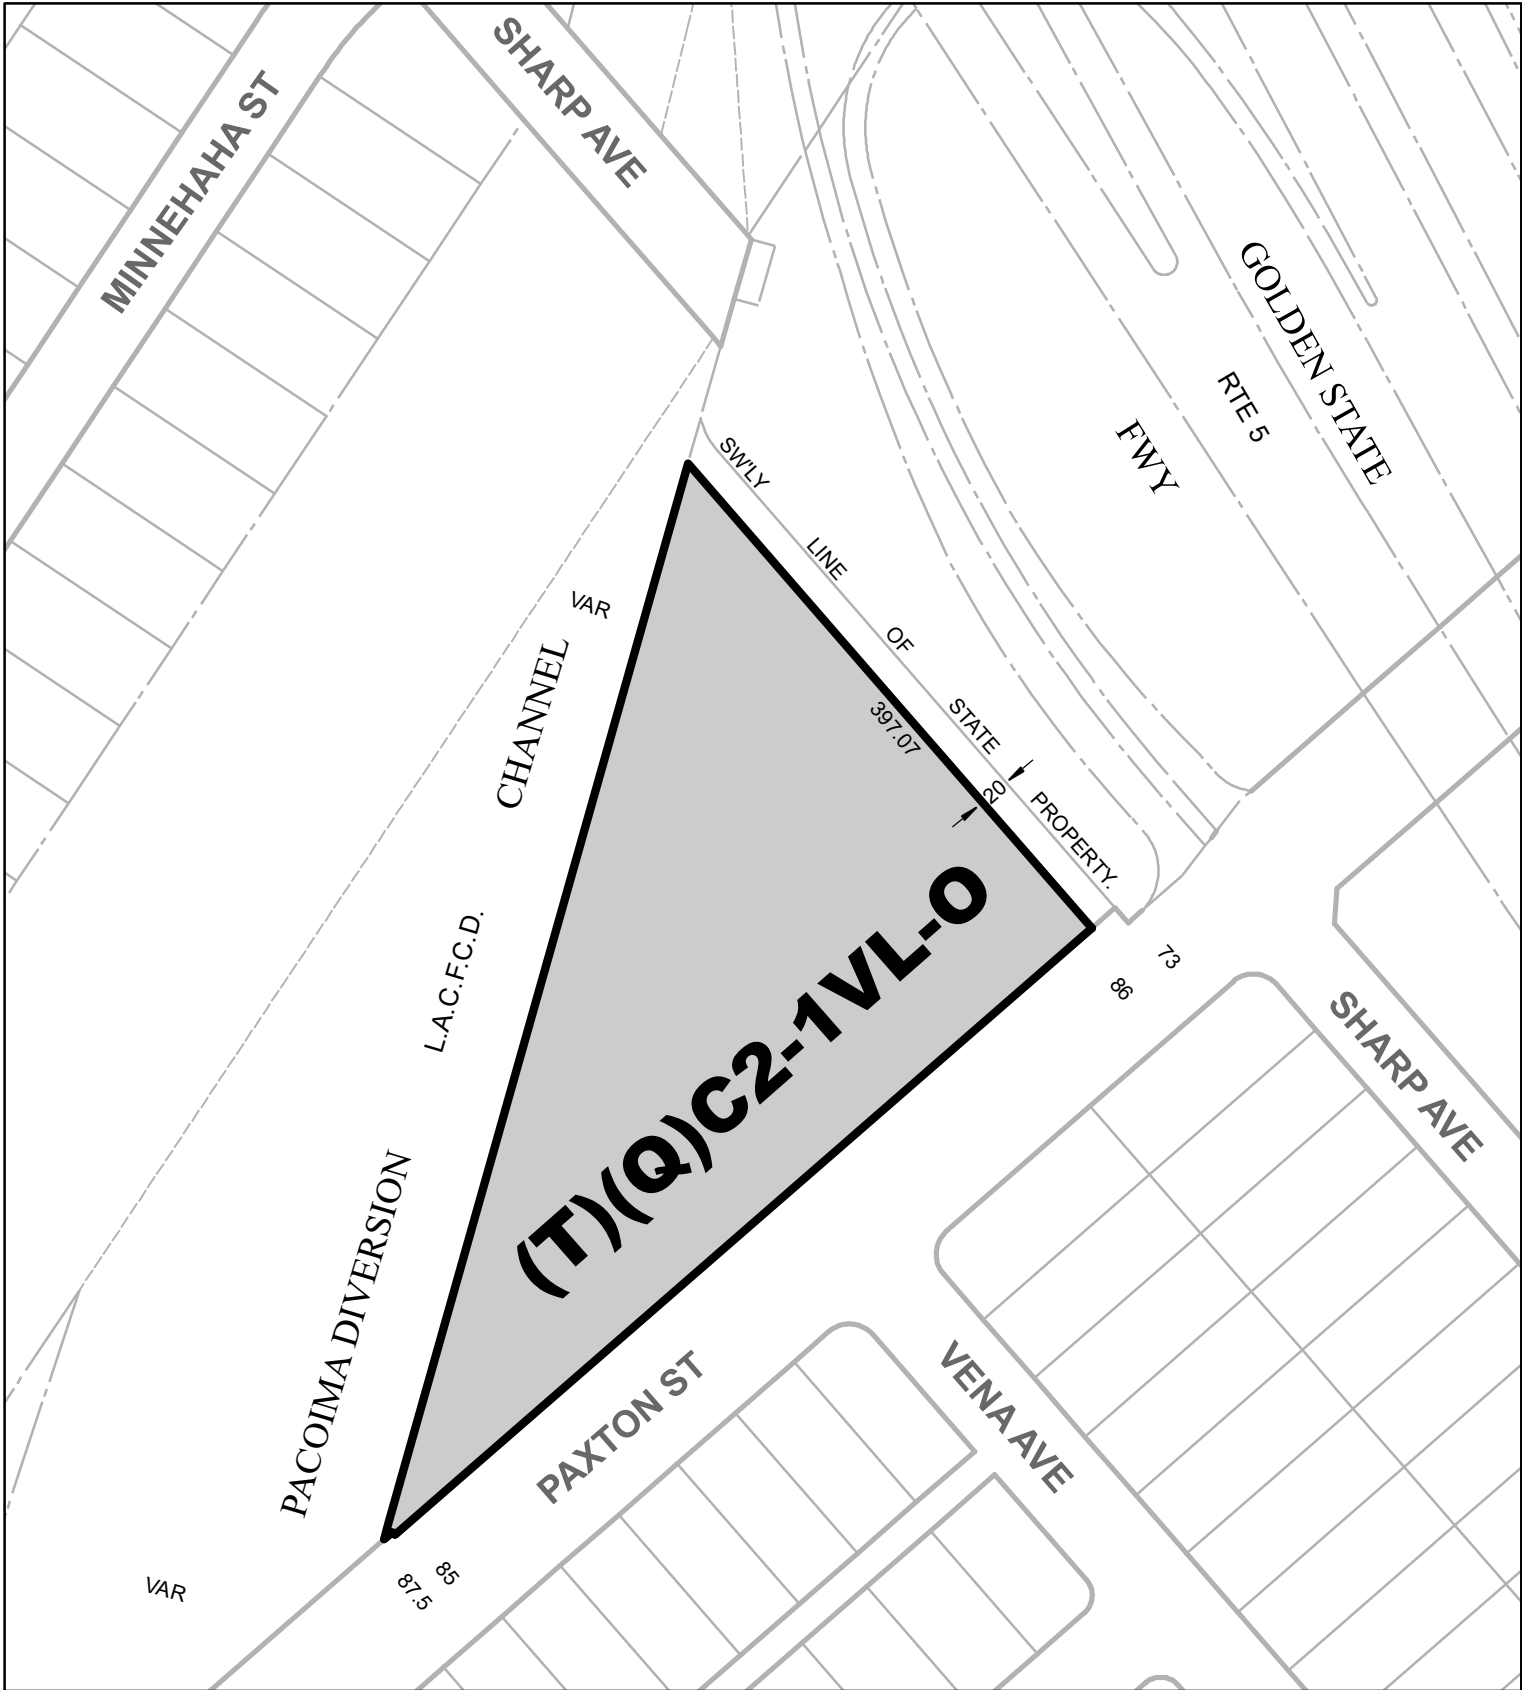 SHARP AVE
MINNEHAHA ST
GOLDEN STATE
RTE 5
FWY
SW'LY LINE OF STATE PROPERTY.
VAR
CHANNEL
397.07
20
L.A.C.F.C.D.
(T)(Q)C2-1VL-O
73
86
SHARP AVE
PACOIMA DIVERSION
PAXTON ST
VENA AVE
85
87.5
VAR